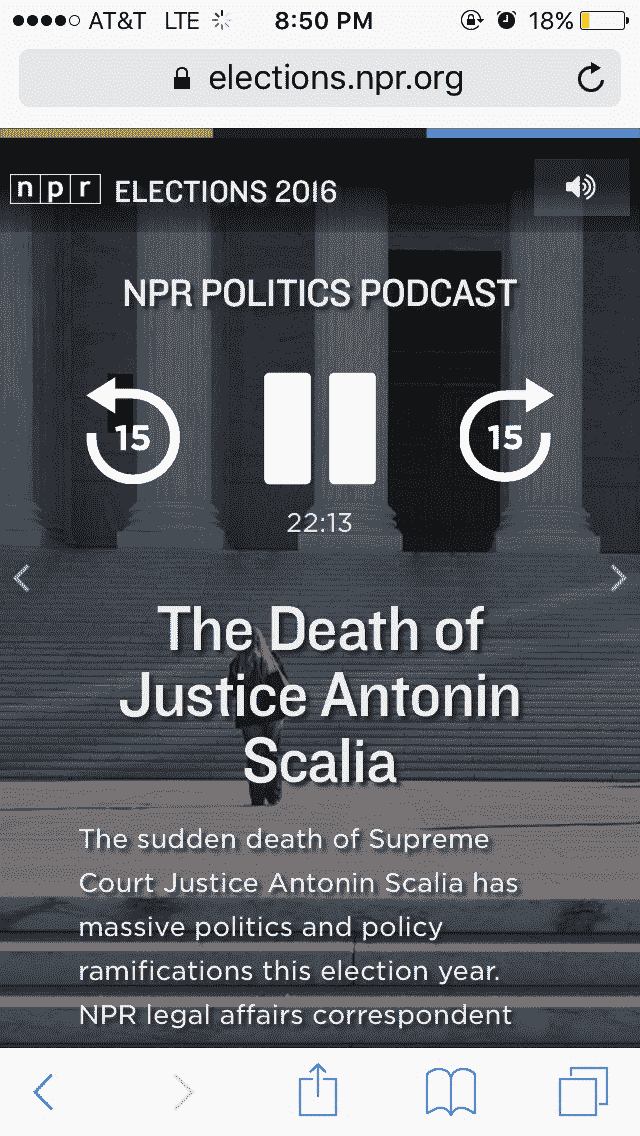 AT&T LTE 8:50 PM 18%
elections.npr.org
npr ELECTIONS 2016
NPR POLITICS PODCAST
15 15
22:13
The Death of
Justice Antonin
Scalia
The sudden death of Supreme
Court Justice Antonin Scalia has
massive politics and policy
ramifications this election year.
NPR legal affairs correspondent